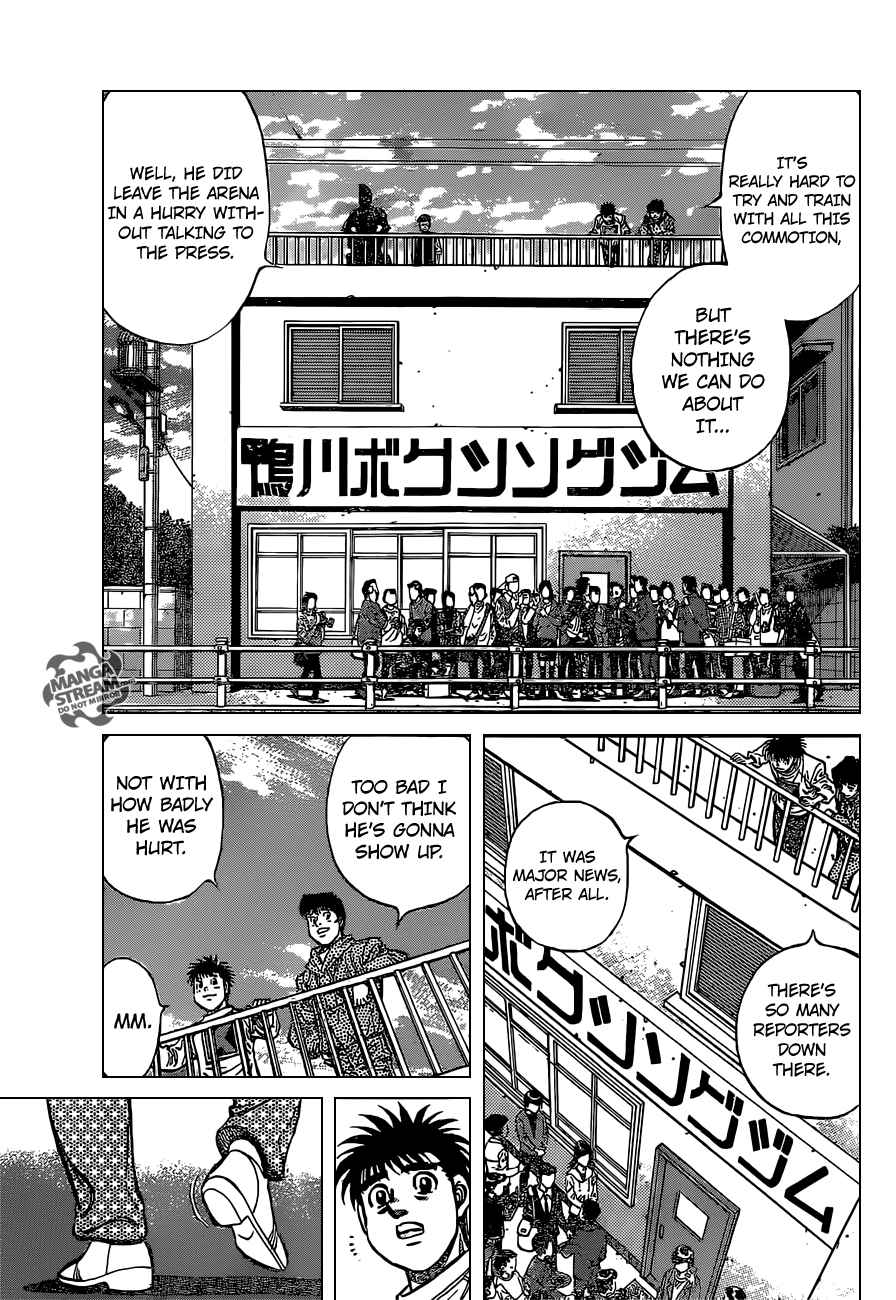 IT'S
REALLY HARD TO
TRY AND TRAIN
WITH ALL THIS
COMMOTION,
BUT
THERE'S
NOTHING
WE CAN DO
ABOUT
IT...
WELL, HE DID
LEAVE THE ARENA
IN A HURRY WITH-
OUT TALKING TO
THE PRESS.
鴨川ボクシングジム
MANGA
STREAM.COM
DO NOT MIRROR
IT WAS
MAJOR NEWS,
AFTER ALL.
THERE'S
SO MANY
REPORTERS
DOWN
THERE.
ボクシングジム
TOO BAD I
DON'T THINK
HE'S GONNA
SHOW UP.
NOT WITH
HOW BADLY
HE WAS
HURT.
MM.